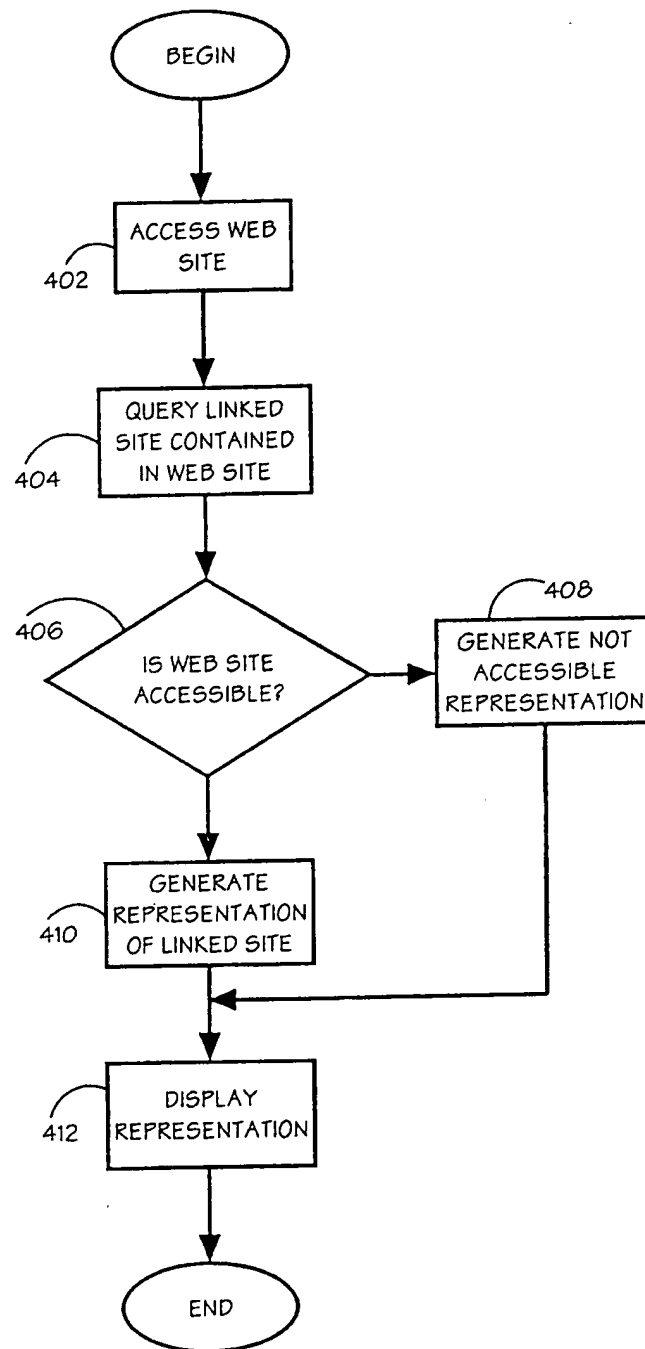 BEGIN
ACCESS WEB
SITE
402
QUERY LINKED
SITE CONTAINED
IN WEB SITE
404
406
IS WEB SITE
ACCESSIBLE?
408
GENERATE NOT
ACCESSIBLE
REPRESENTATION
GENERATE
REPRESENTATION
OF LINKED SITE
410
DISPLAY
REPRESENTATION
412
END